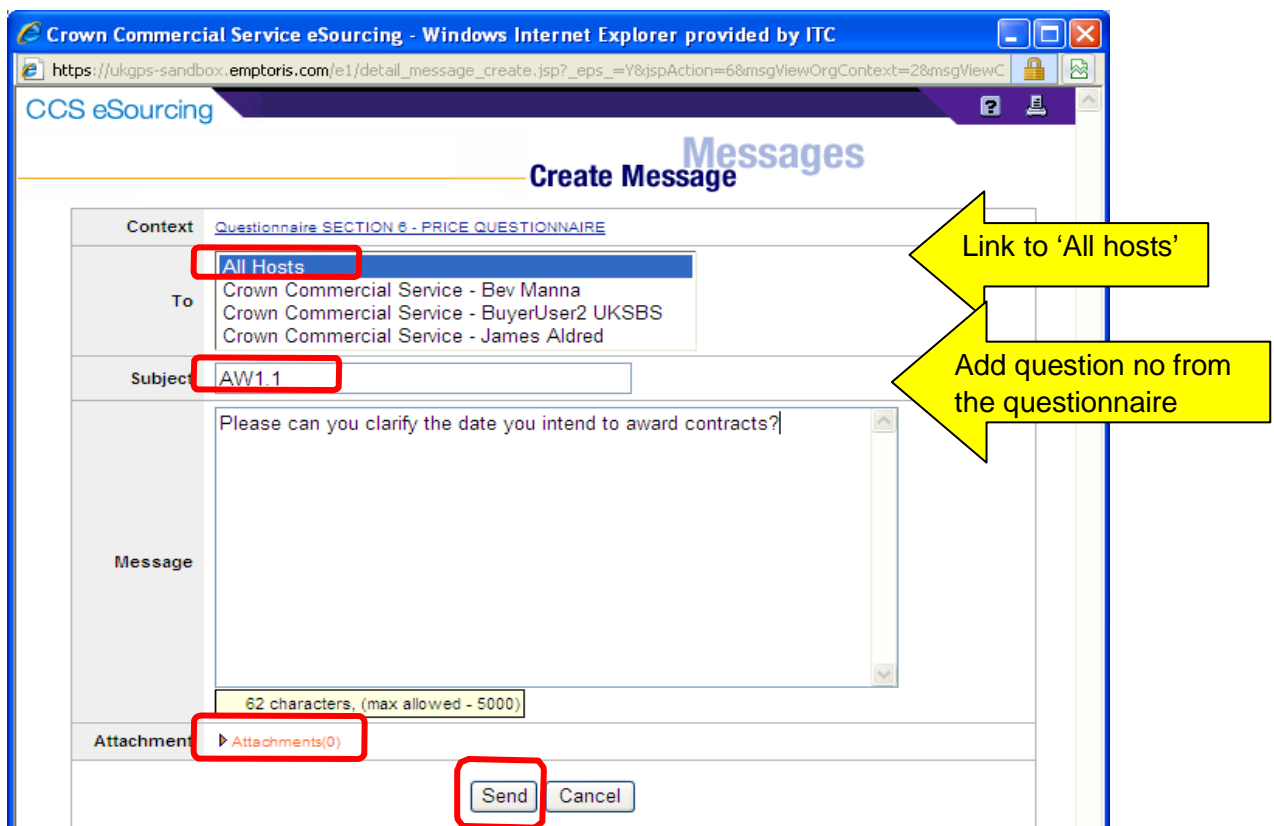 Crown Commercial Service eSourcing - Windows Internet Explorer provided by ITC
https://ukgps-sandbox.emptoris.com/e1/detail_message_create.jsp?_eps_=Y&jspAction=6&msgViewOrgContext=2&msgViewC
CCS eSourcing
?
Messages
Create Message
Context Questionnaire SECTION 6 - PRICE QUESTIONNAIRE
Link to ‘All hosts’
To
All Hosts
Crown Commercial Service - Bev Manna
Crown Commercial Service - BuyerUser2 UKSBS
Crown Commercial Service - James Aldred
Subject AW1.1
Add question no from
the questionnaire
Message
Please can you clarify the date you intend to award contracts?
62 characters, (max allowed - 5000)
Attachment Attachments(0)
Send Cancel